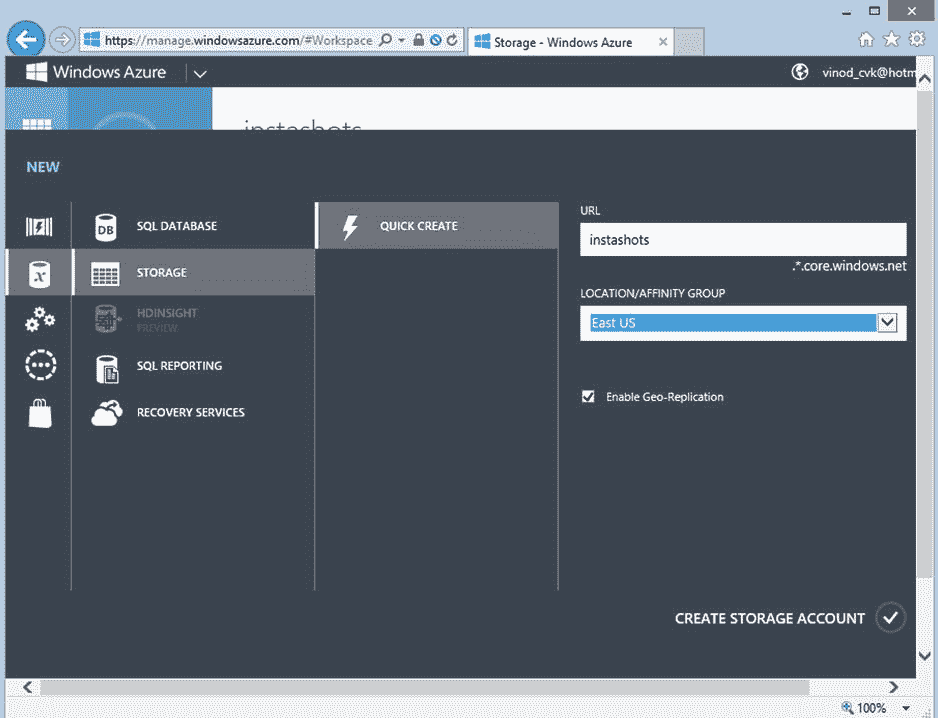 https://manage.windowsazure.com/#Workspace
Storage - Windows Azure
Windows Azure
vinod_cvk@hotm
instashots
NEW
SQL DATABASE
QUICK CREATE
URL
instashots
.*.core.windows.net
STORAGE
LOCATION/AFFINITY GROUP
East US
HDINSIGHT
PREVIEW
SQL REPORTING
Enable Geo-Replication
RECOVERY SERVICES
CREATE STORAGE ACCOUNT
100%